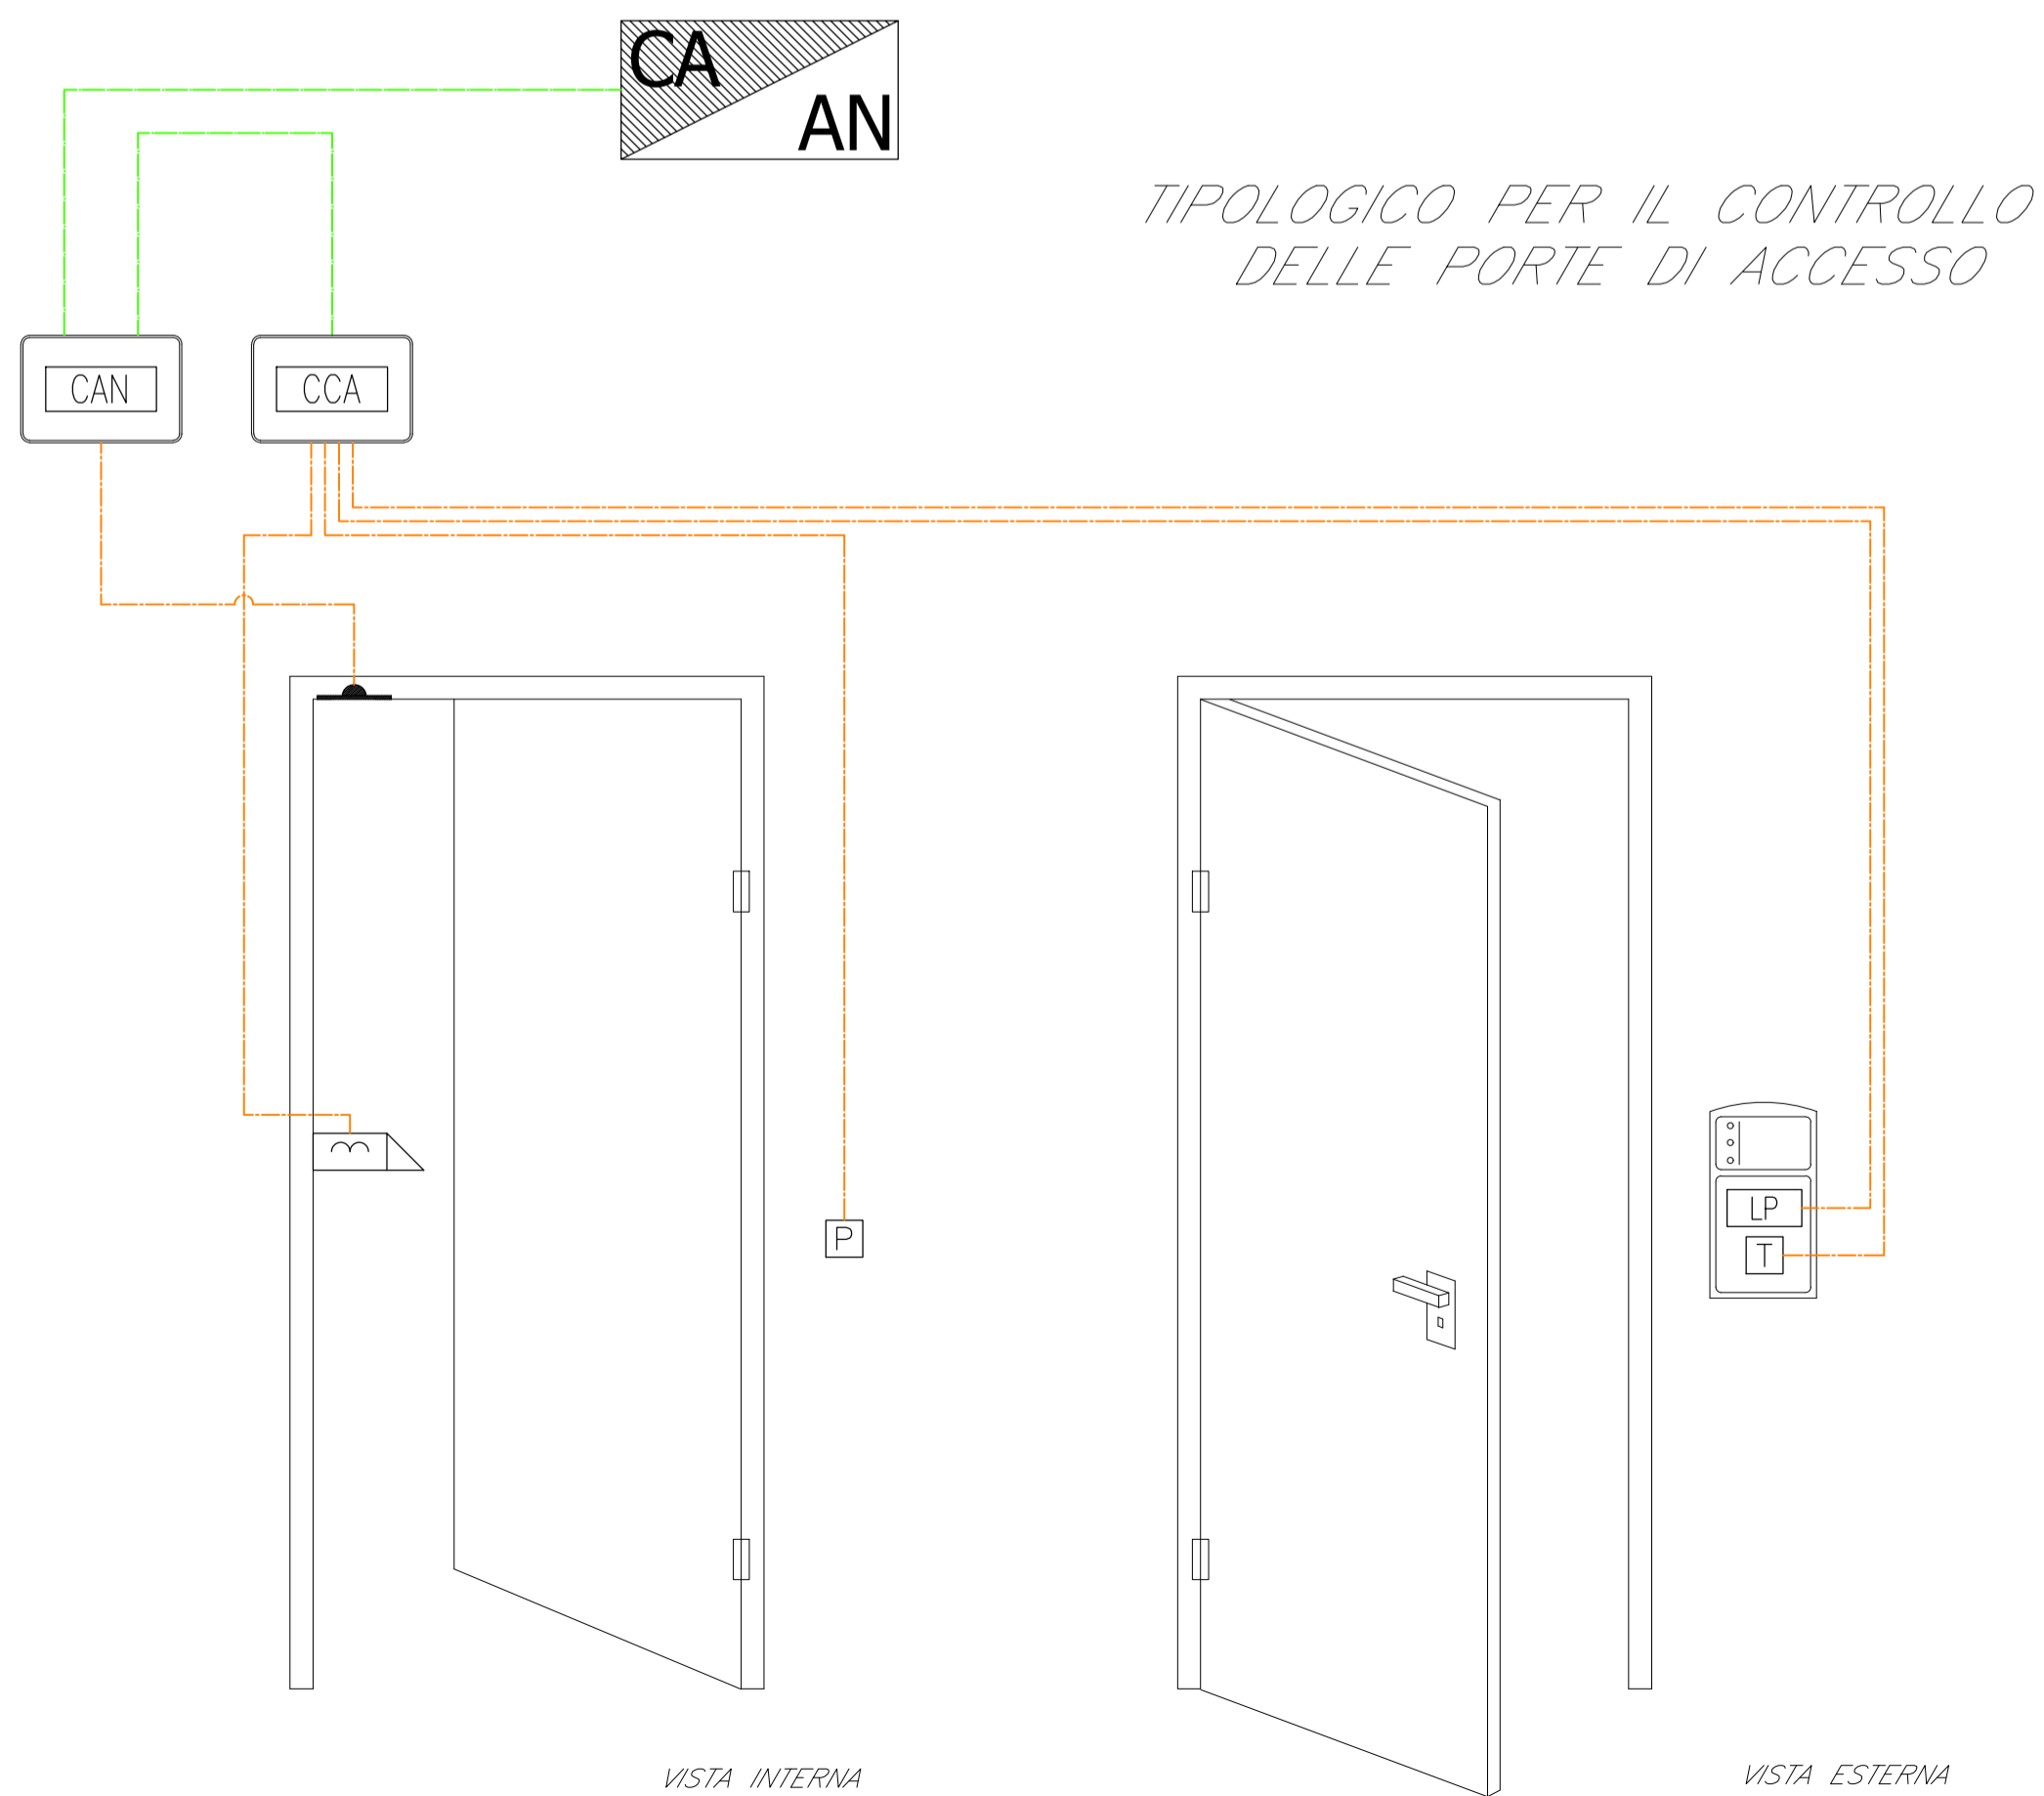 CA
AN
TIPOLOGICO PER IL CONTROLLO
DELLE PORTE DI ACCESSO
CAN
CCA
LP
P
T
VISTA INTERNA
VISTA ESTERNA